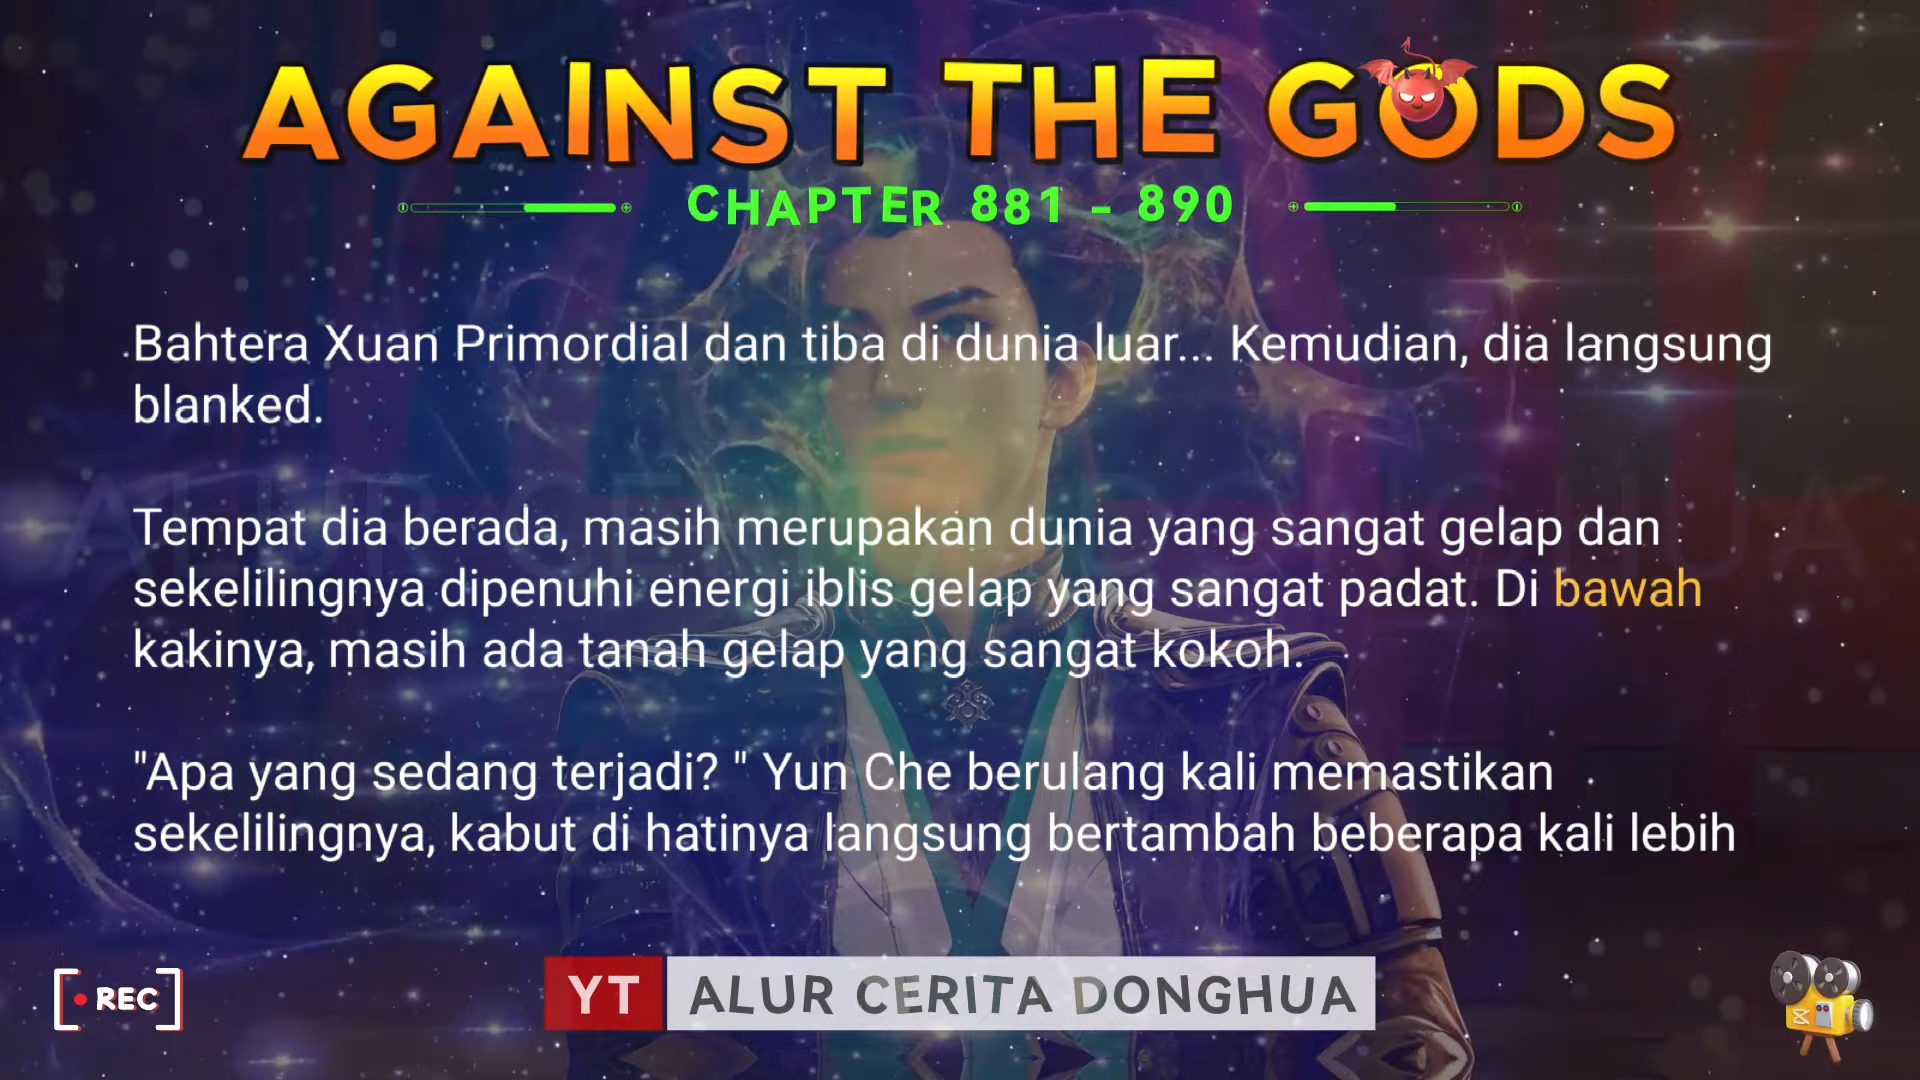 AGAINST THE GODS
CHAPTER 881 - 890
Bahtera Xuan Primordial dan tiba di dunia luar... Kemudian, dia langsung
blanked.
Tempat dia berada, masih merupakan dunia yang sangat gelap dan
sekelilingnya dipenuhi energi iblis gelap yang sangat padat. Di bawah
kakinya, masih ada tanah gelap yang sangat kokoh.
"Apa yang sedang terjadi? " Yun Che berulang kali memastikan
sekelilingnya, kabut di hatinya langsung bertambah beberapa kali lebih
REC
YT ALUR CERITA DONGHUA